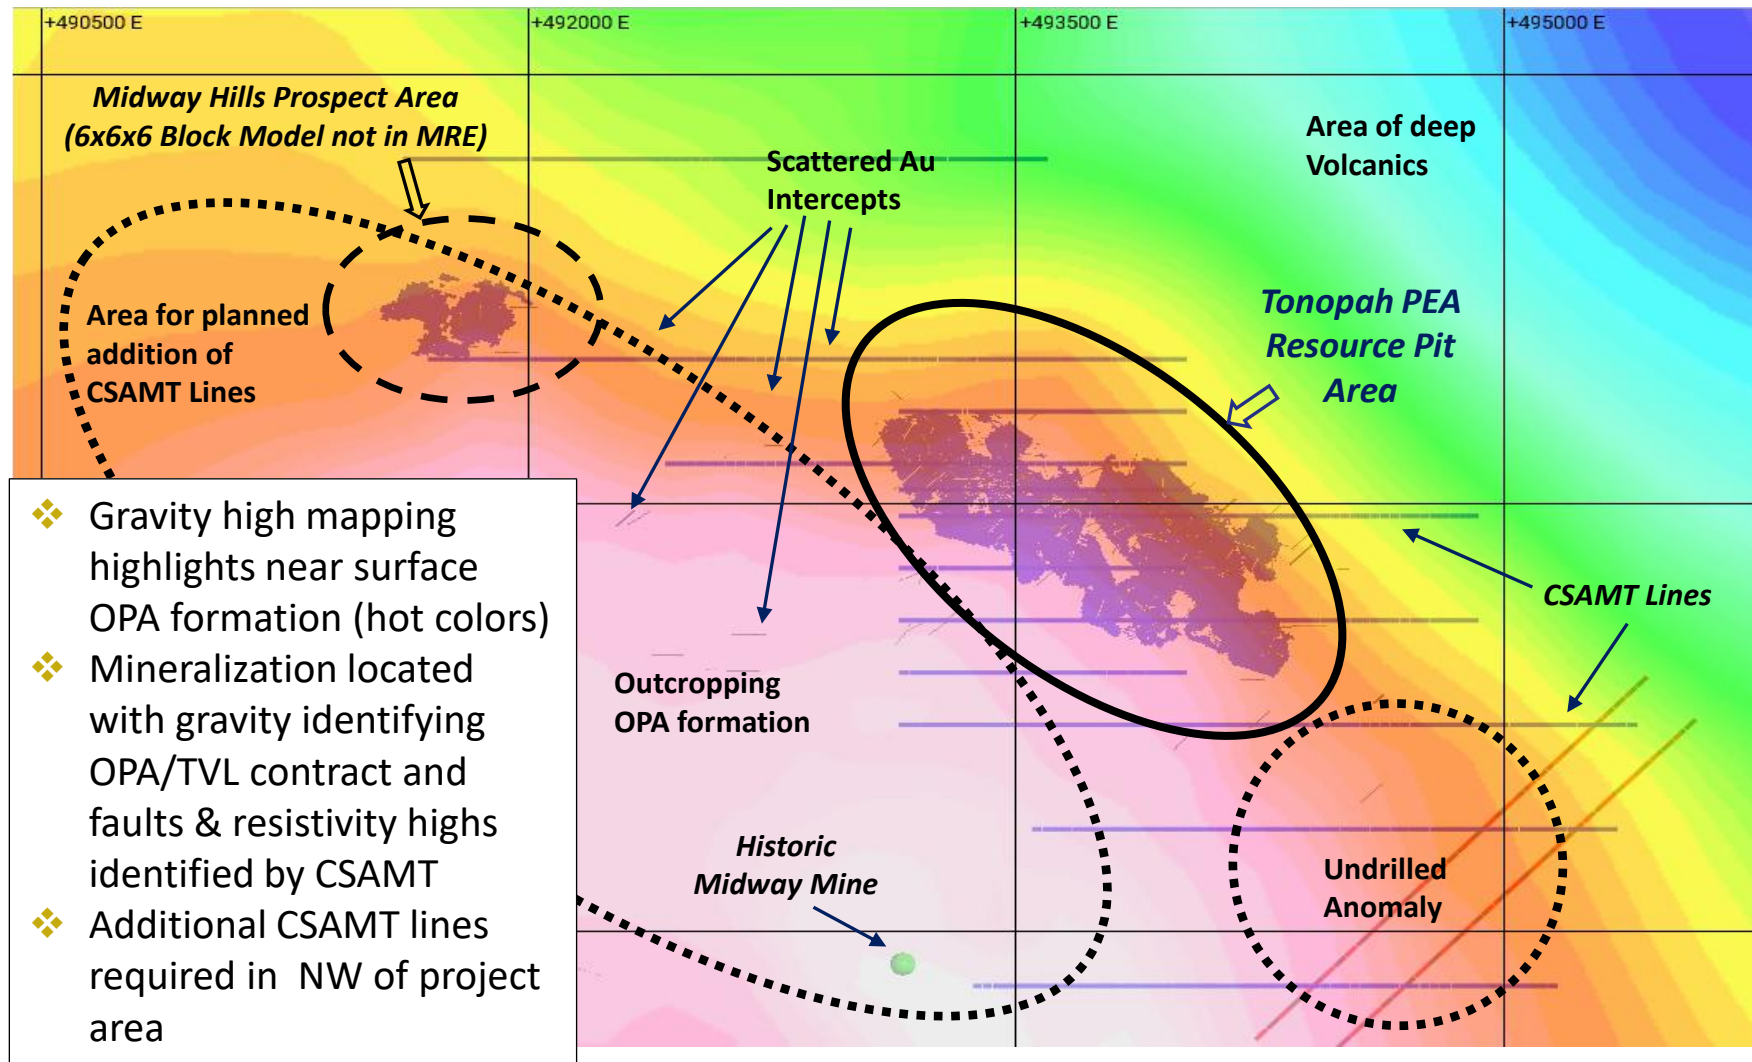 +490500 E
+492000 E
+493500 E
+495000 E
Midway Hills Prospect Area
(6x6x6 Block Model not in MRE)
Scattered Au
Intercepts
Area of deep
Volcanics
Area for planned
addition of
CSAMT Lines
Tonopah PEA
Resource Pit
Area
CSAMT Lines
Outcropping
OPA formation
Historic
Midway Mine
Undrilled
Anomaly
❖ Gravity high mapping
highlights near surface
OPA formation (hot colors)
❖ Mineralization located
with gravity identifying
OPA/TVL contract and
faults & resistivity highs
identified by CSAMT
❖ Additional CSAMT lines
required in  NW of project
area